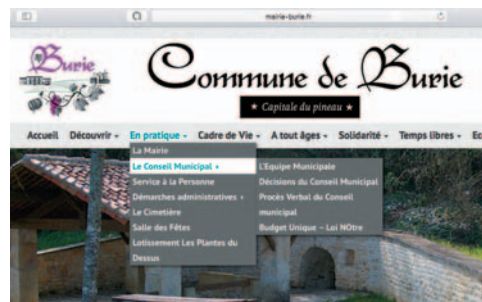 mairie-burie.fr
Burie
Commune de Burie
★ Capitale du pineau ★
Accueil Découvrir En pratique Cadre de Vie A tout âges Solidarité Temps libres Ec
La Mairie
Le Conseil Municipal
L'Equipe Municipale
Service à la Personne
Décisions du Conseil Municipal
Démarches administratives
Procès Verbal du Conseil
Le Cimetière
municipal
Salle des Fêtes
Budget Unique – Loi NOtre
Lotissement Les Plantes du
Dessus